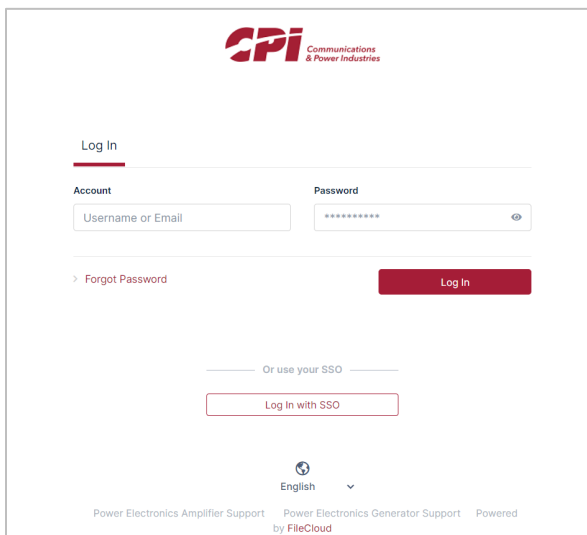 CPI Communications
& Power Industries
Log In
Account Password
Username or Email **********
Forgot Password Log In
Or use your SSO
Log In with SSO
English
Power Electronics Amplifier Support Power Electronics Generator Support Powered
by FileCloud